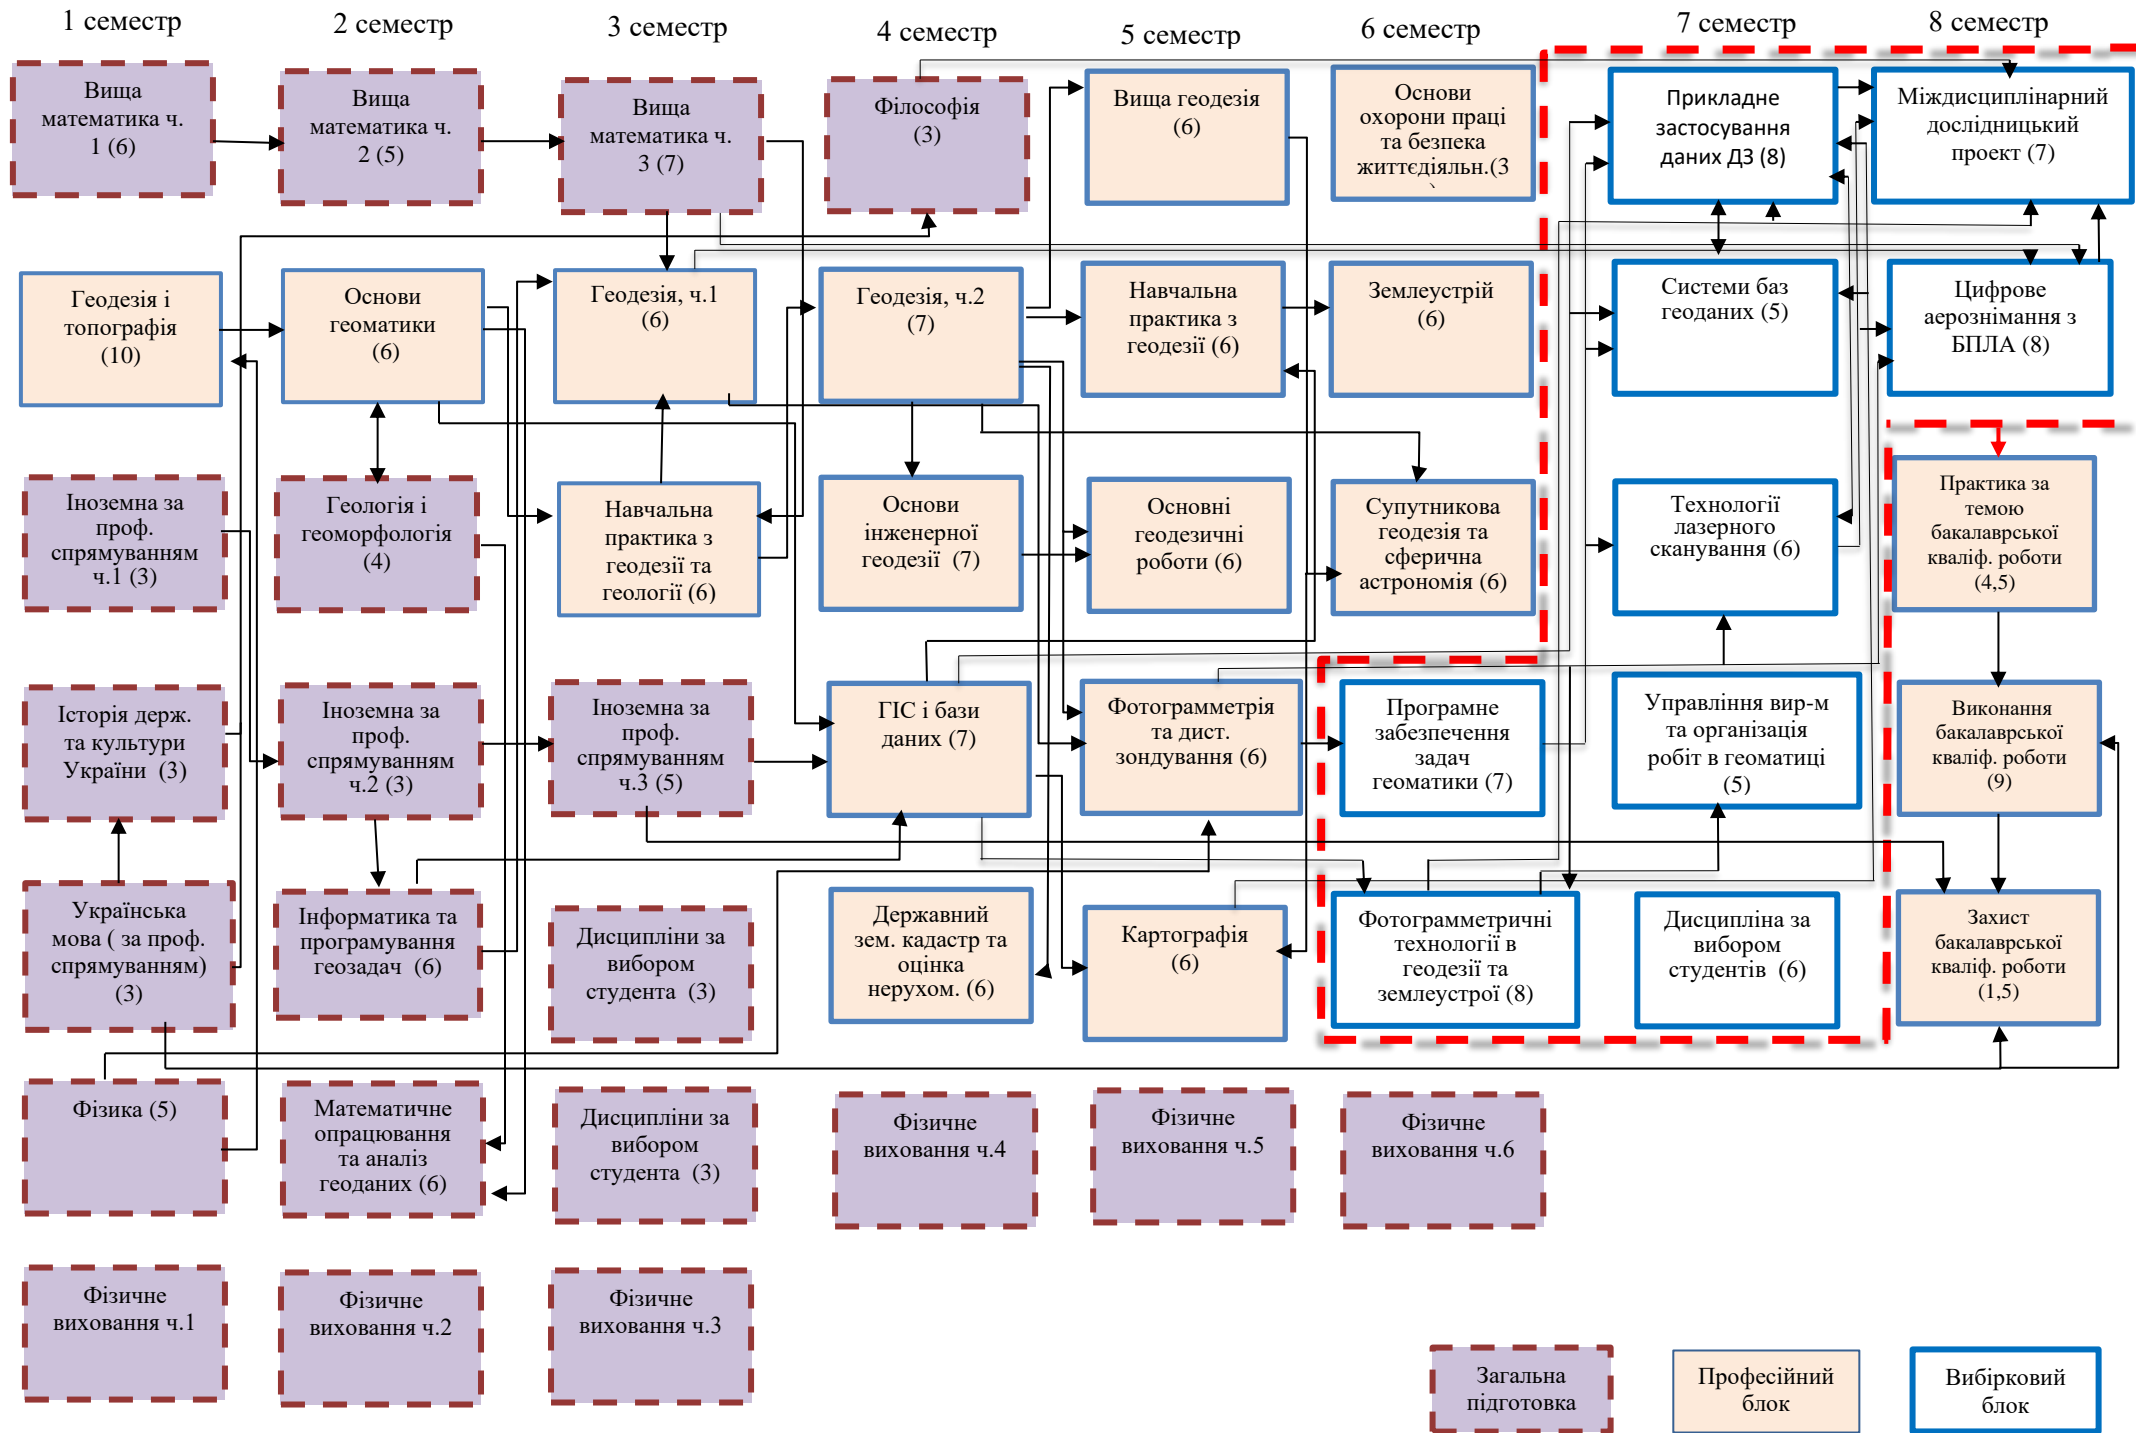 1 семестр
2 семестр
3 семестр
4 семестр
5 семестр
6 семестр
7 семестр
8 семестр
Вища
математика ч.
1 (6)
Вища
математика ч.
2 (5)
Вища
математика ч.
3 (7)
Філософія
(3)
Вища геодезія
(6)
Основи
охорони праці
та безпека
життєдіяльн.(3
Прикладне
застосування
даних ДЗ (8)
Міждисциплінарний
дослідницький
проект (7)
Геодезія і
топографія
(10)
Основи
геоматики
(6)
Геодезія, ч.1
(6)
Геодезія, ч.2
(7)
Навчальна
практика з
геодезії (6)
Землеустрій
(6)
Системи баз
геоданих (5)
Цифрове
аерознімання з
БПЛА (8)
Іноземна за
проф.
спрямуванням
ч.1 (3)
Геологія і
геоморфологія
(4)
Навчальна
практика з
геодезії та
геології (6)
Основи
інженерної
геодезії (7)
Основні
геодезичні
роботи (6)
Супутникова
геодезія та
сферична
астрономія (6)
Технології
лазерного
сканування (6)
Практика за
темою
бакалаврської
кваліф. роботи
(4,5)
Історія держ.
та культури
України (3)
Іноземна за
проф.
спрямуванням
ч.2 (3)
Іноземна за
проф.
спрямуванням
ч.3 (5)
ГІС і бази
даних (7)
Фотограмметрія
та дист.
зондування (6)
Програмне
забезпечення
задач
геоматики (7)
Управління вир-м
та організація
робіт в геоматиці
(5)
Виконання
бакалаврської
кваліф. роботи
(9)
Українська
мова ( за проф.
спрямуванням)
(3)
Інформатика та
програмування
геозадач (6)
Дисципліни за
вибором
студента (3)
Державний
зем. кадастр та
оцінка
нерухом. (6)
Картографія
(6)
Фотограмметричні
технології в
геодезії та
землеустрої (8)
Дисципліна за
вибором
студентів (6)
Захист
бакалаврської
кваліф. роботи
(1,5)
Фізика (5)
Математичне
опрацювання
та аналіз
геоданих (6)
Дисципліни за
вибором
студента (3)
Фізичне
виховання ч.4
Фізичне
виховання ч.5
Фізичне
виховання ч.6
Фізичне
виховання ч.1
Фізичне
виховання ч.2
Фізичне
виховання ч.3
Загальна
підготовка
Професійний
блок
Вибірковий
блок